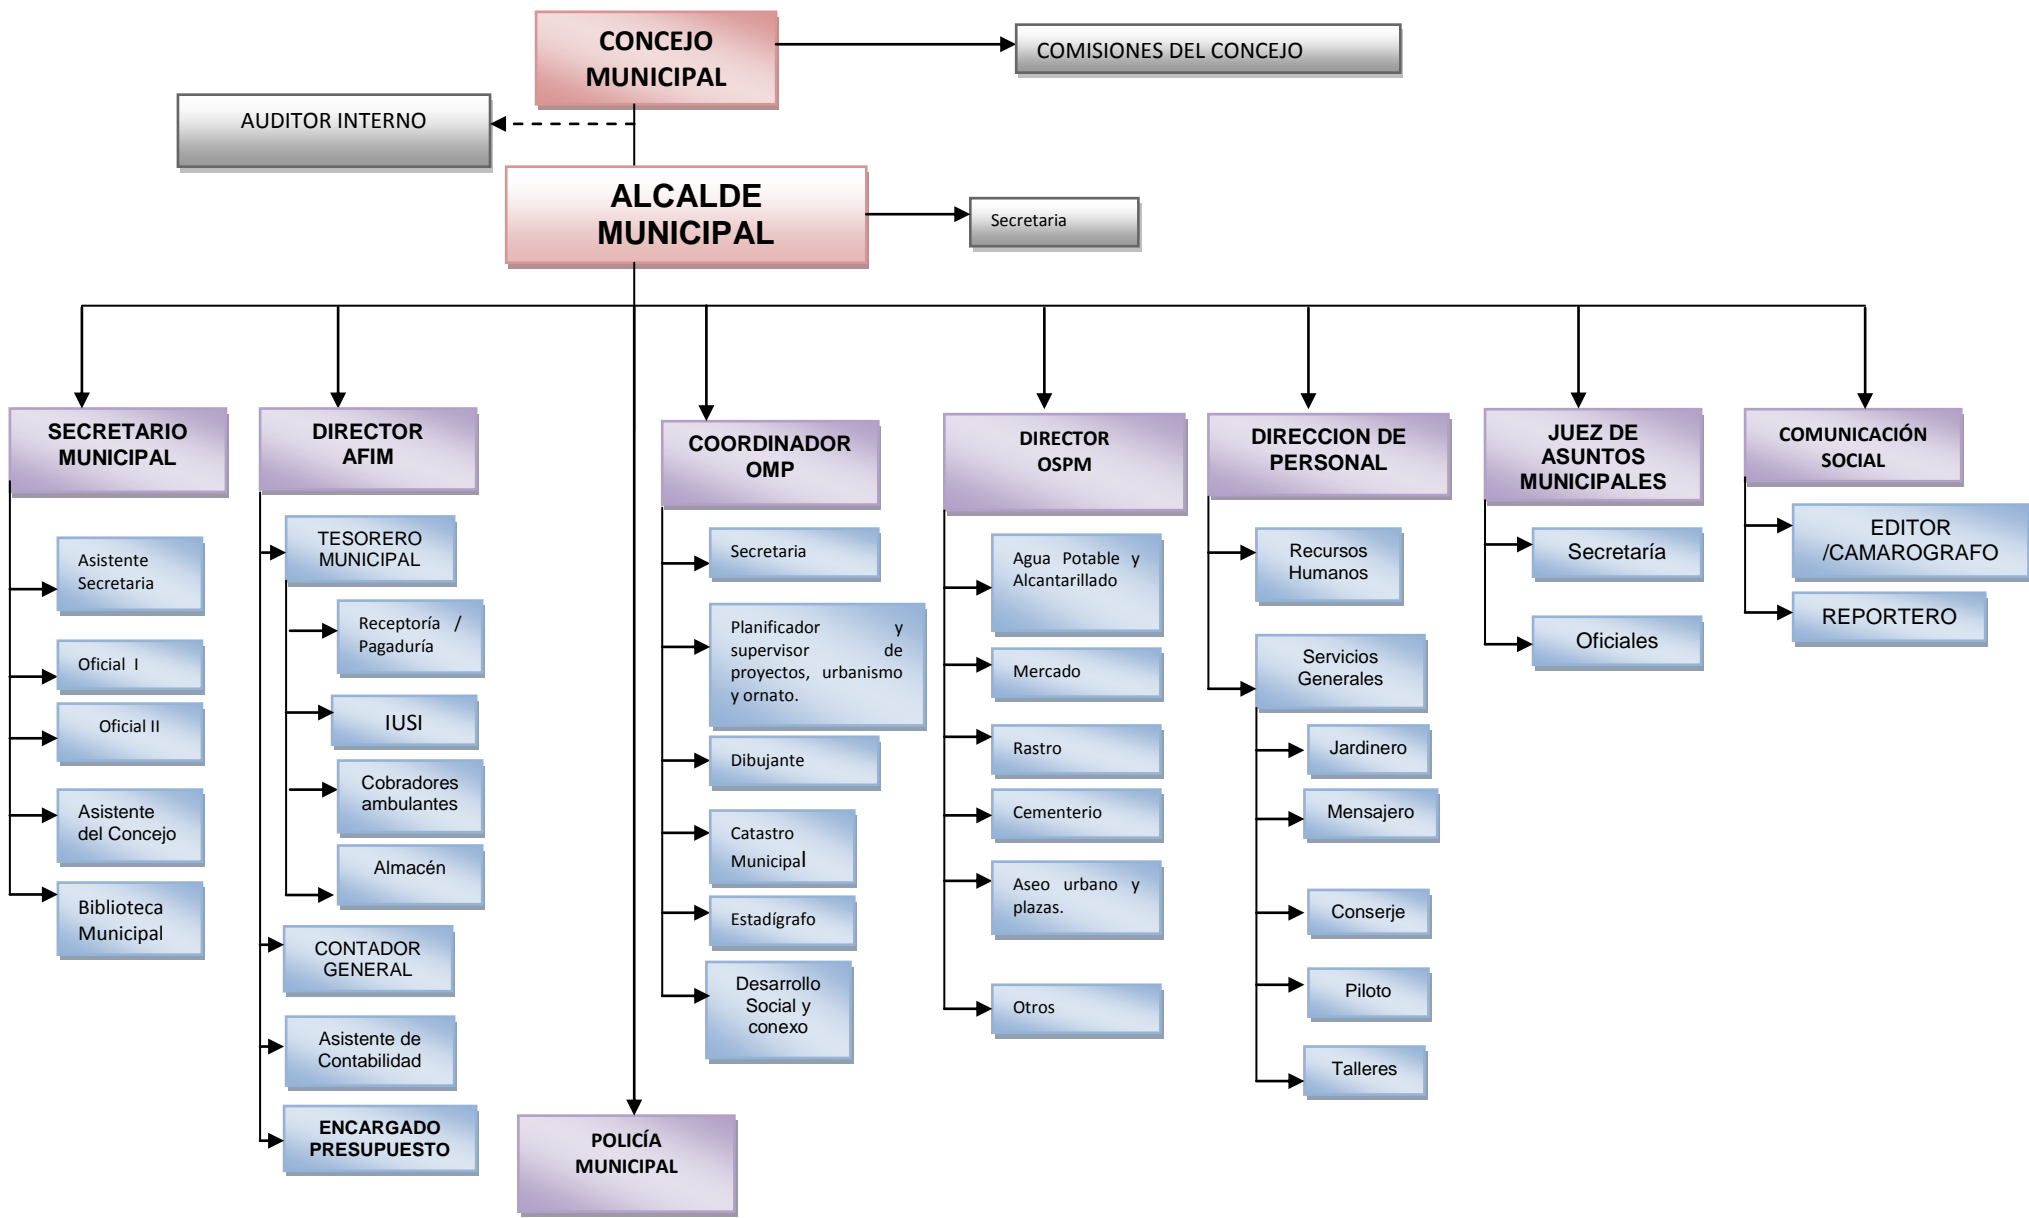 CONCEJO
MUNICIPAL
COMISIONES DEL CONCEJO
AUDITOR INTERNO
ALCALDE
MUNICIPAL
Secretaria
SECRETARIO
MUNICIPAL
Asistente
Secretaria
Oficial I
Oficial II
Asistente
del Concejo
Biblioteca
Municipal
DIRECTOR
AFIM
TESORERO
MUNICIPAL
Receptoría /
Pagaduría
IUSI
Cobradores
ambulantes
Almacén
CONTADOR
GENERAL
Asistente de
Contabilidad
ENCARGADO
PRESUPUESTO
POLICÍA
MUNICIPAL
COORDINADOR
OMP
Secretaria
Planificador y
supervisor de
proyectos, urbanismo
y ornato.
Dibujante
Catastro
Municipal
Estadígrafo
Desarrollo
Social y
conexo
DIRECTOR
OSPM
Agua Potable y
Alcantarillado
Mercado
Rastro
Cementerio
Aseo urbano y
plazas.
Otros
DIRECCION DE
PERSONAL
Recursos
Humanos
Servicios
Generales
Jardinero
Mensajero
Conserje
Piloto
Talleres
JUEZ DE
ASUNTOS
MUNICIPALES
Secretaría
Oficiales
COMUNICACIÓN
SOCIAL
EDITOR
/CAMAROGRAFO
REPORTERO